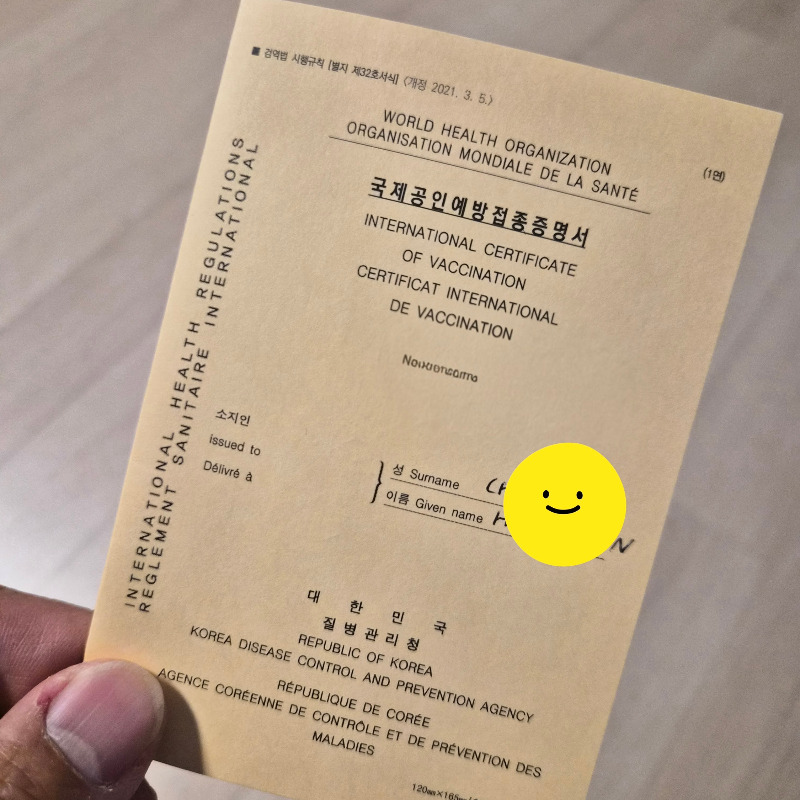 ■ 검역법 시행규칙 [별지 제32호서식] <개정 2021. 3. 5.>
(1면)
WORLD HEALTH ORGANIZATION
ORGANISATION MONDIALE DE LA SANTÉ
국제공인예방접종증명서
INTERNATIONAL CERTIFICATE
OF VACCINATION
CERTIFICAT INTERNATIONAL
DE VACCINATION
INTERNATIONAL HEALTH REGULATIONS
REGLEMENT SANITAIRE INTERNATIONAL
소지인
issued to
Délivré à
성 Surname
이름 Given name
대한민국
질병관리청
REPUBLIC OF KOREA
KOREA DISEASE CONTROL AND PREVENTION AGENCY
RÉPUBLIQUE DE CORÉE
AGENCE CORÉENNE DE CONTRÔLE ET DE PRÉVENTION DES
MALADIES
120㎜×165㎜